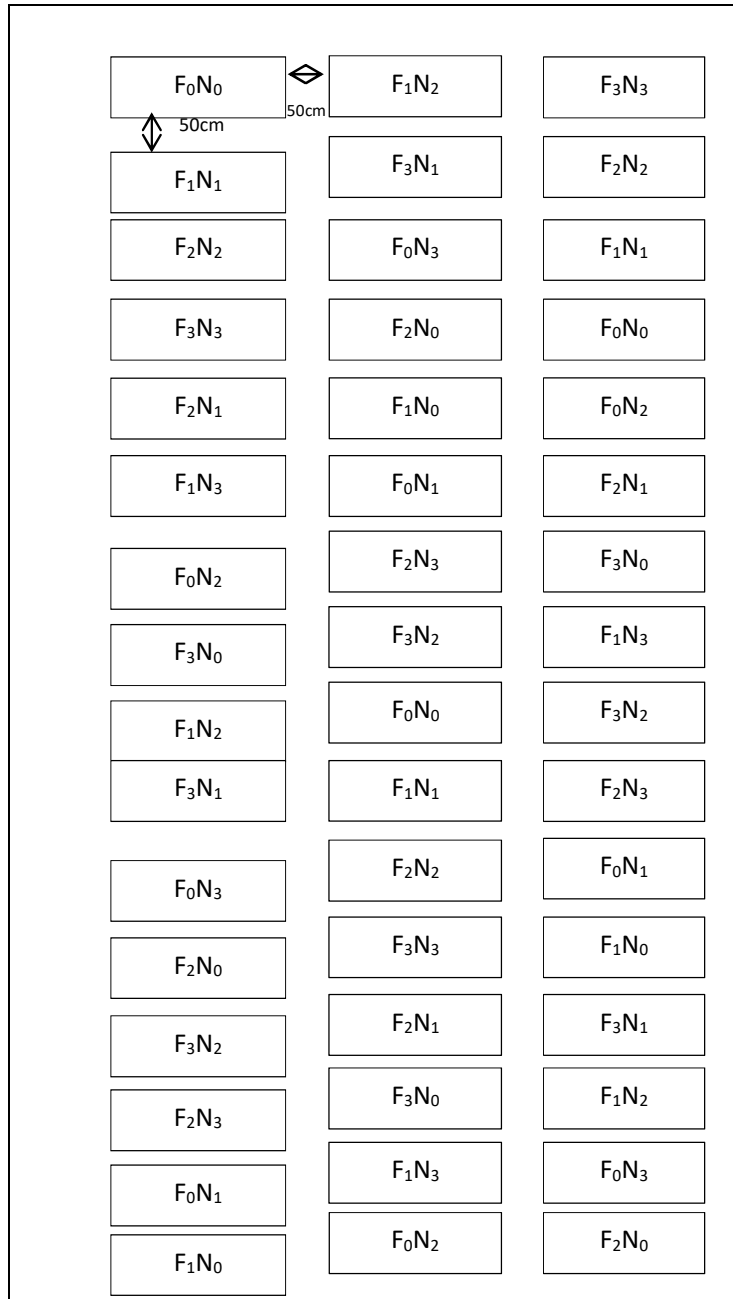 F₀N₀
50cm
50cm
F₁N₁
F₂N₂
F₃N₃
F₂N₁
F₁N₃
F₀N₂
F₃N₀
F₁N₂
F₃N₁
F₀N₃
F₂N₀
F₃N₂
F₂N₃
F₀N₁
F₁N₀
F₁N₂
F₃N₁
F₀N₃
F₂N₀
F₁N₀
F₀N₁
F₂N₃
F₃N₂
F₀N₀
F₁N₁
F₂N₂
F₃N₃
F₂N₁
F₃N₀
F₁N₃
F₀N₂
F₃N₃
F₂N₂
F₁N₁
F₀N₀
F₀N₂
F₂N₁
F₃N₀
F₁N₃
F₃N₂
F₂N₃
F₀N₁
F₁N₀
F₃N₁
F₁N₂
F₀N₃
F₂N₀